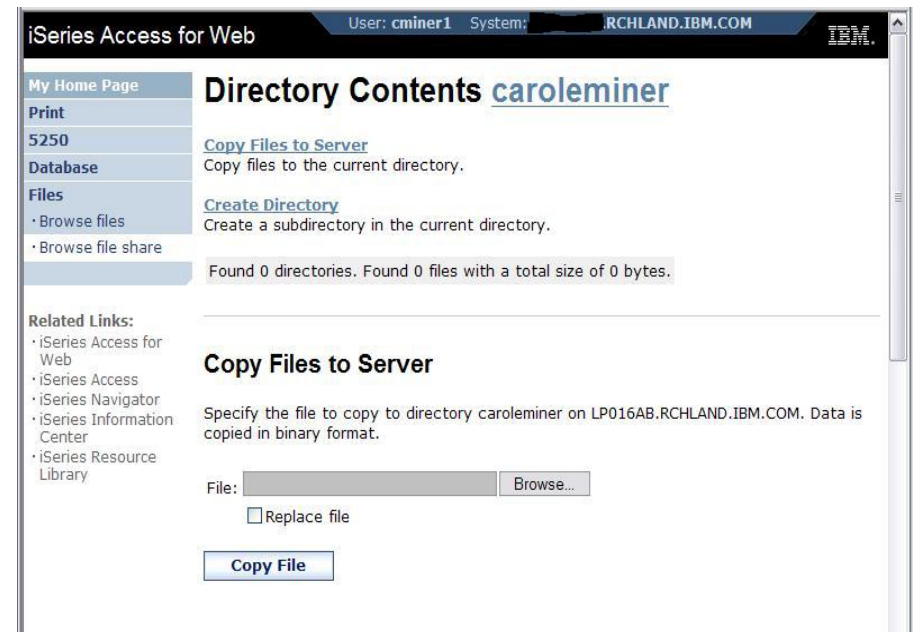 iSeries Access for Web
User: cminer1 System: .RCHLAND.IBM.COM
IBM.
My Home Page
Print
5250
Database
Files
· Browse files
· Browse file share
Related Links:
· iSeries Access for
Web
· iSeries Access
· iSeries Navigator
· iSeries Information
Center
· iSeries Resource
Library
Directory Contents caroleminer
Copy Files to Server
Copy files to the current directory.
Create Directory
Create a subdirectory in the current directory.
Found 0 directories. Found 0 files with a total size of 0 bytes.
Copy Files to Server
Specify the file to copy to directory caroleminer on LP016AB.RCHLAND.IBM.COM. Data is
copied in binary format.
File: Browse...
Replace file
Copy File